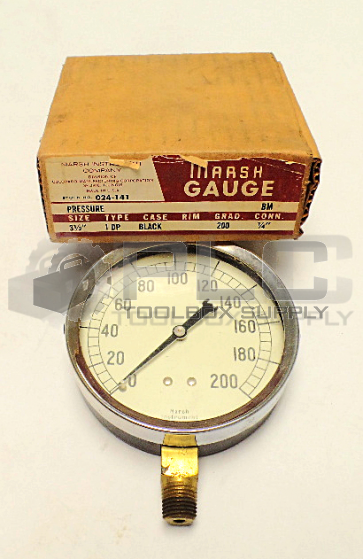 MARSH INSTRUMENT
COMPANY
MARSH
GAUGE
024-141
PRESSURE BM
SIZE TYPE CASE RIM GRAD. CONN.
3½" 1 DP BLACK 200 ¼"
TOOLBOX SUPPLY
80 100 120
60 140
40 160
20 180
0 200
Marsh